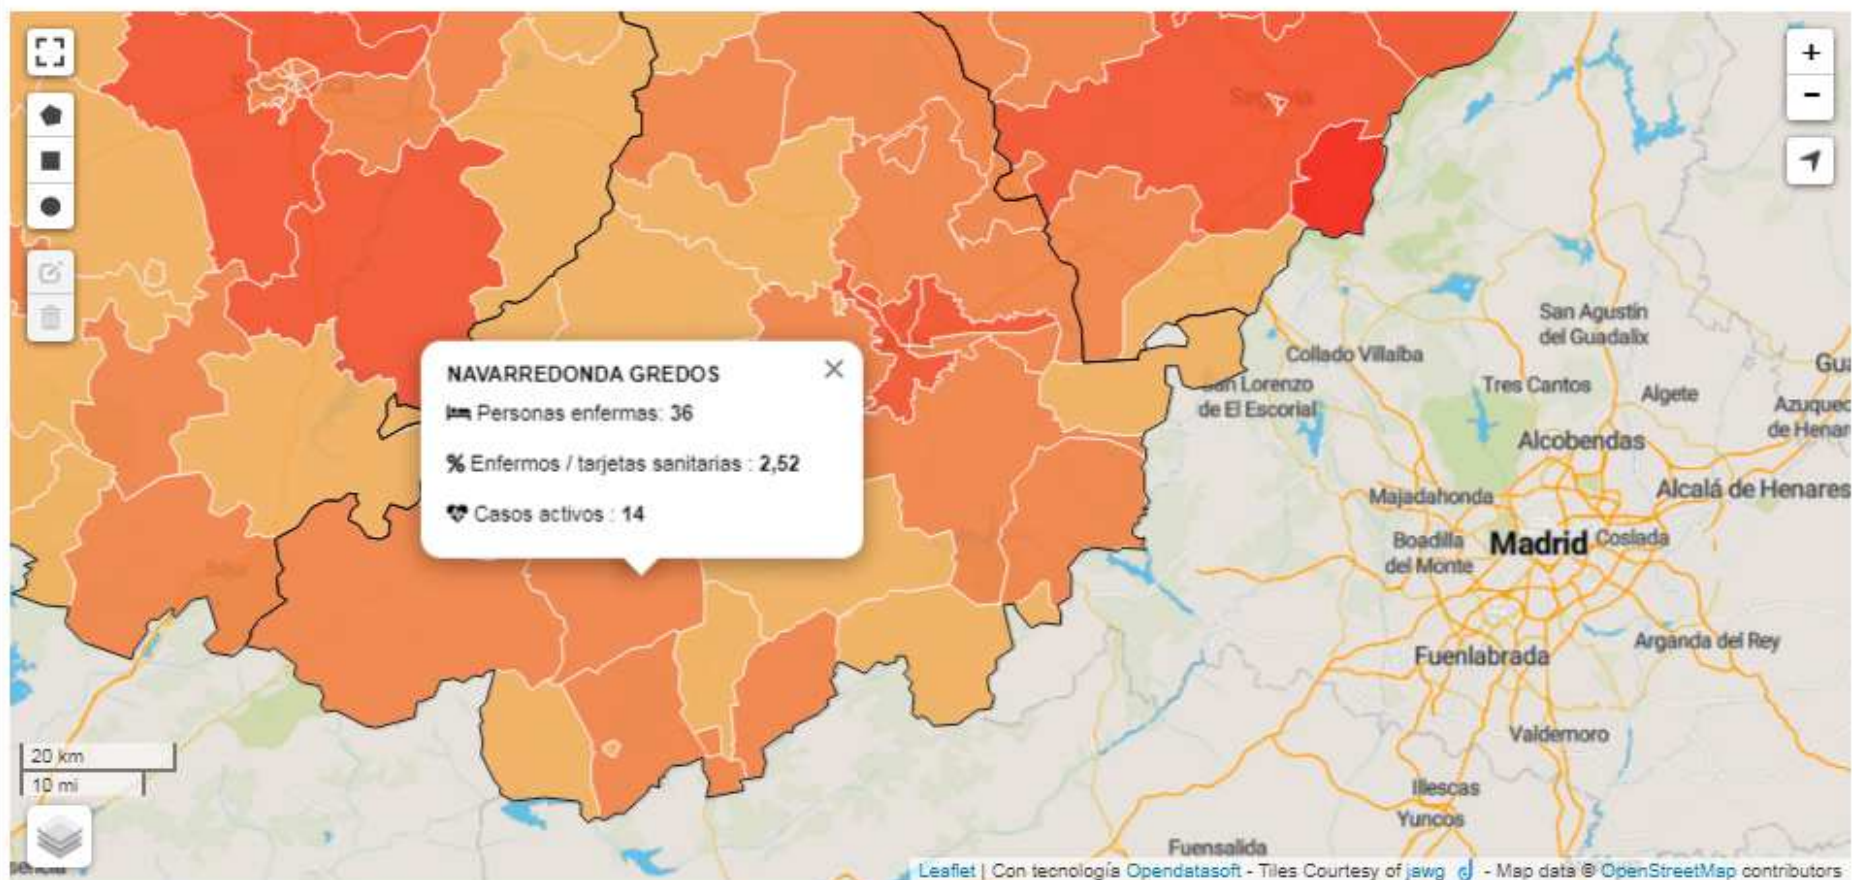 +
−
San Agustín
del Guadalix
Collado Villalba
Tres Cantos
Algete
San Lorenzo
de El Escorial
Alcobendas
Majadahonda
Alcalá de Henares
Boadilla
del Monte
Madrid
Coslada
Arganda del Rey
Fuenlabrada
Valdemoro
Illescas
Yuncos
Fuensalida
NAVARREDONDA GREDOS
Personas enfermas: 36
% Enfermos / tarjetas sanitarias : 2,52
Casos activos : 14
20 km
10 mi
Leaflet | Con tecnología Opendatasoft - Tiles Courtesy of jawg - Map data © OpenStreetMap contributors